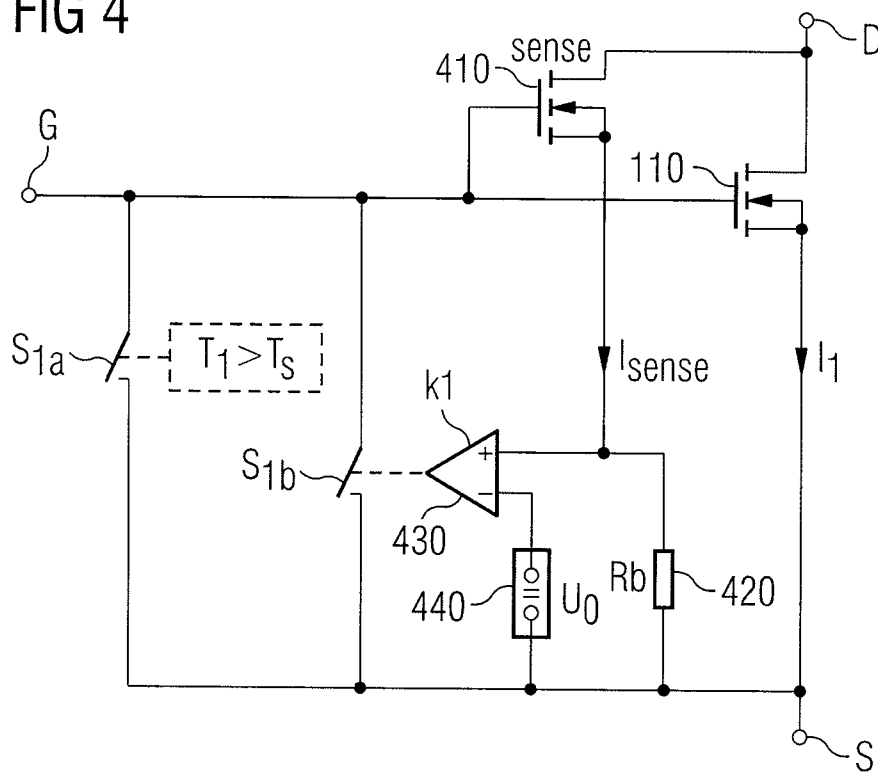 FIG 4
D
sense
410
G
110
S1a
T1>Ts
Isense
I1
k1
+
S1b
−
430
440
U0
Rb
420
S